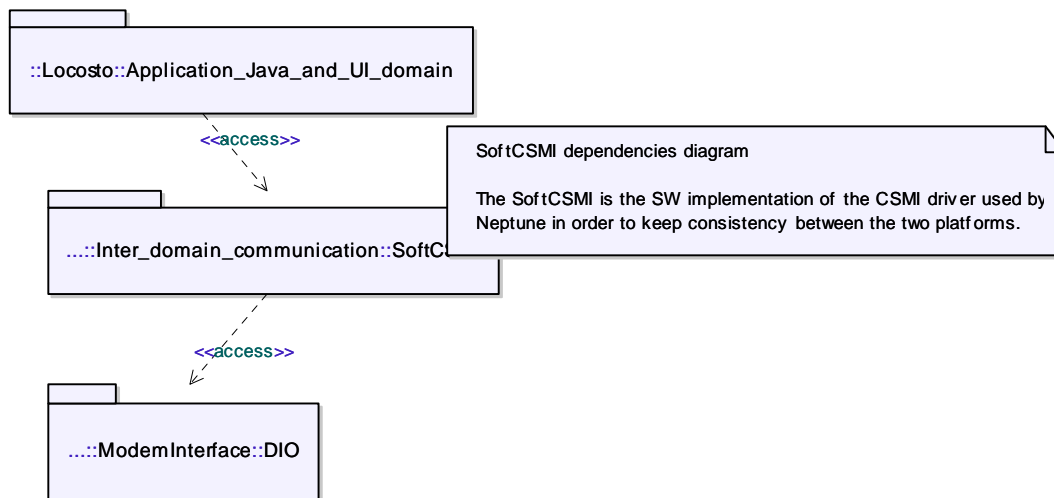 ::Locosto::Application_Java_and_UI_domain
<<access>>
SoftCSMI dependencies diagram
The SoftCSMI is the SW implementation of the CSMI driver used by
Neptune in order to keep consistency between the two platforms.
...::Inter_domain_communication::SoftCS
<<access>>
...::ModemInterface::DIO